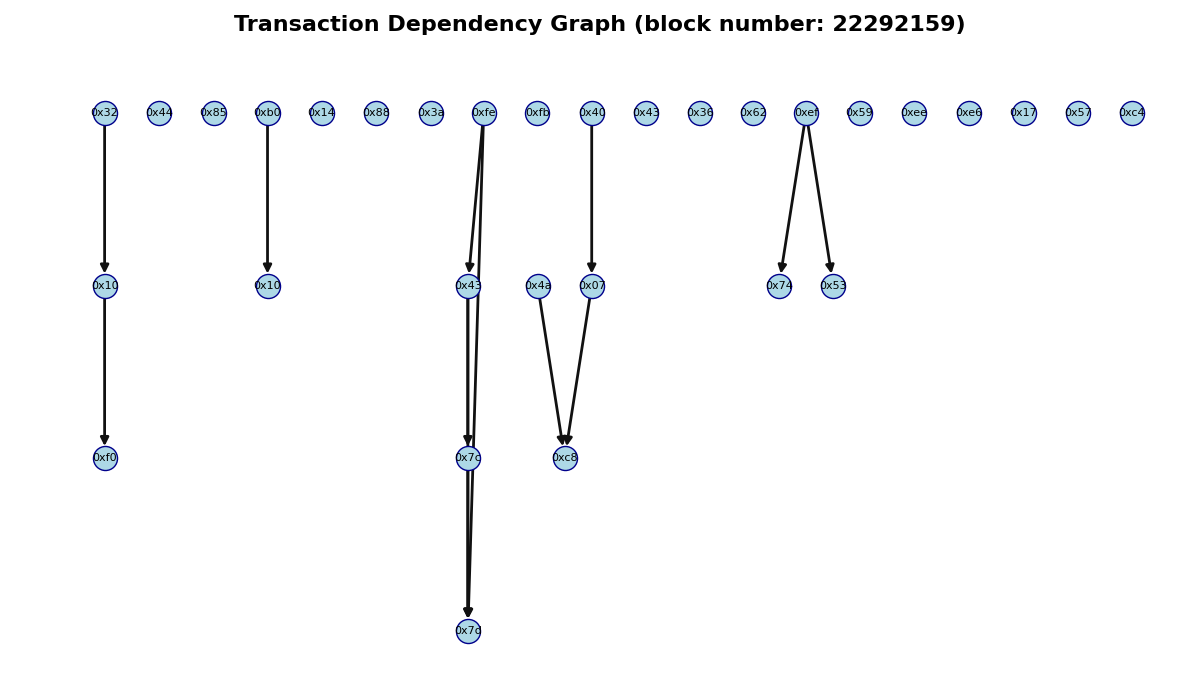 Transaction Dependency Graph (block number: 22292159)
0x32 0x44 0x85 0xb0 0x14 0x88 0x3a 0xfe 0xfb 0x40 0x43 0x36 0x62 0xef 0x59 0xee 0xe6 0x17 0x57 0xc4
0x10 0x10 0x43 0x4a 0x07 0x74 0x53
0xf0 0x7c 0xc8
0x7d